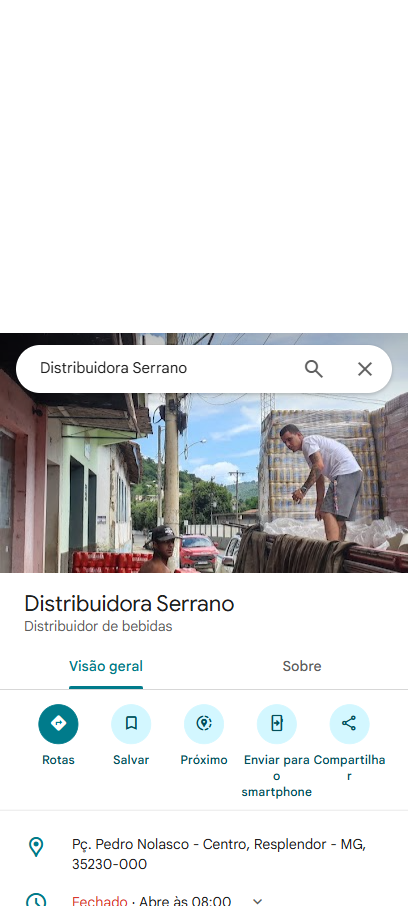 Distribuidora Serrano
Distribuidora Serrano
Distribuidor de bebidas
Visão geral
Sobre
Rotas
Salvar
Próximo
Enviar para
o
smartphone
Compartilha
r
Pç. Pedro Nolasco - Centro, Resplendor - MG,
35230-000
Fechado · Abre às 08:00